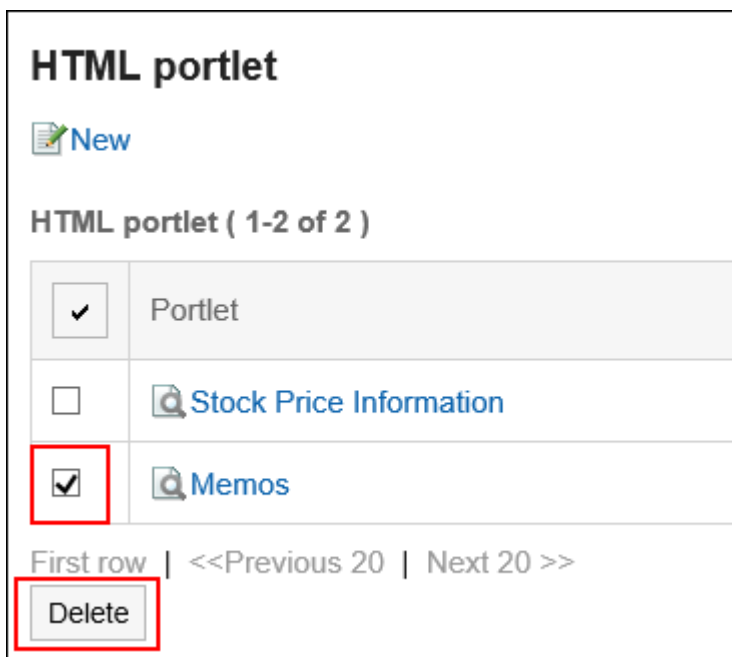 HTML portlet
New
HTML portlet ( 1-2 of 2 )
Portlet
Stock Price Information
Memos
First row | <<Previous 20 | Next 20 >>
Delete